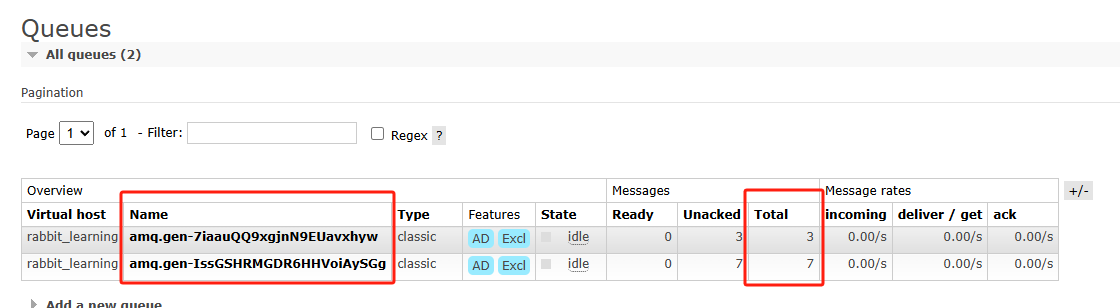 Queues
All queues (2)
Pagination
Page 1 of 1 - Filter: Regex ?
Overview Messages Message rates +/-
Virtual host Name Type Features State Ready Unacked Total incoming deliver / get ack
rabbit_learning amq.gen-7iaauQQ9xgjnN9EUavxhyw classic AD Excl idle 0 3 3 0.00/s 0.00/s 0.00/s
rabbit_learning amq.gen-IssGSHRMGDR6HHVoiAySGg classic AD Excl idle 0 7 7 0.00/s 0.00/s 0.00/s
Add a new queue